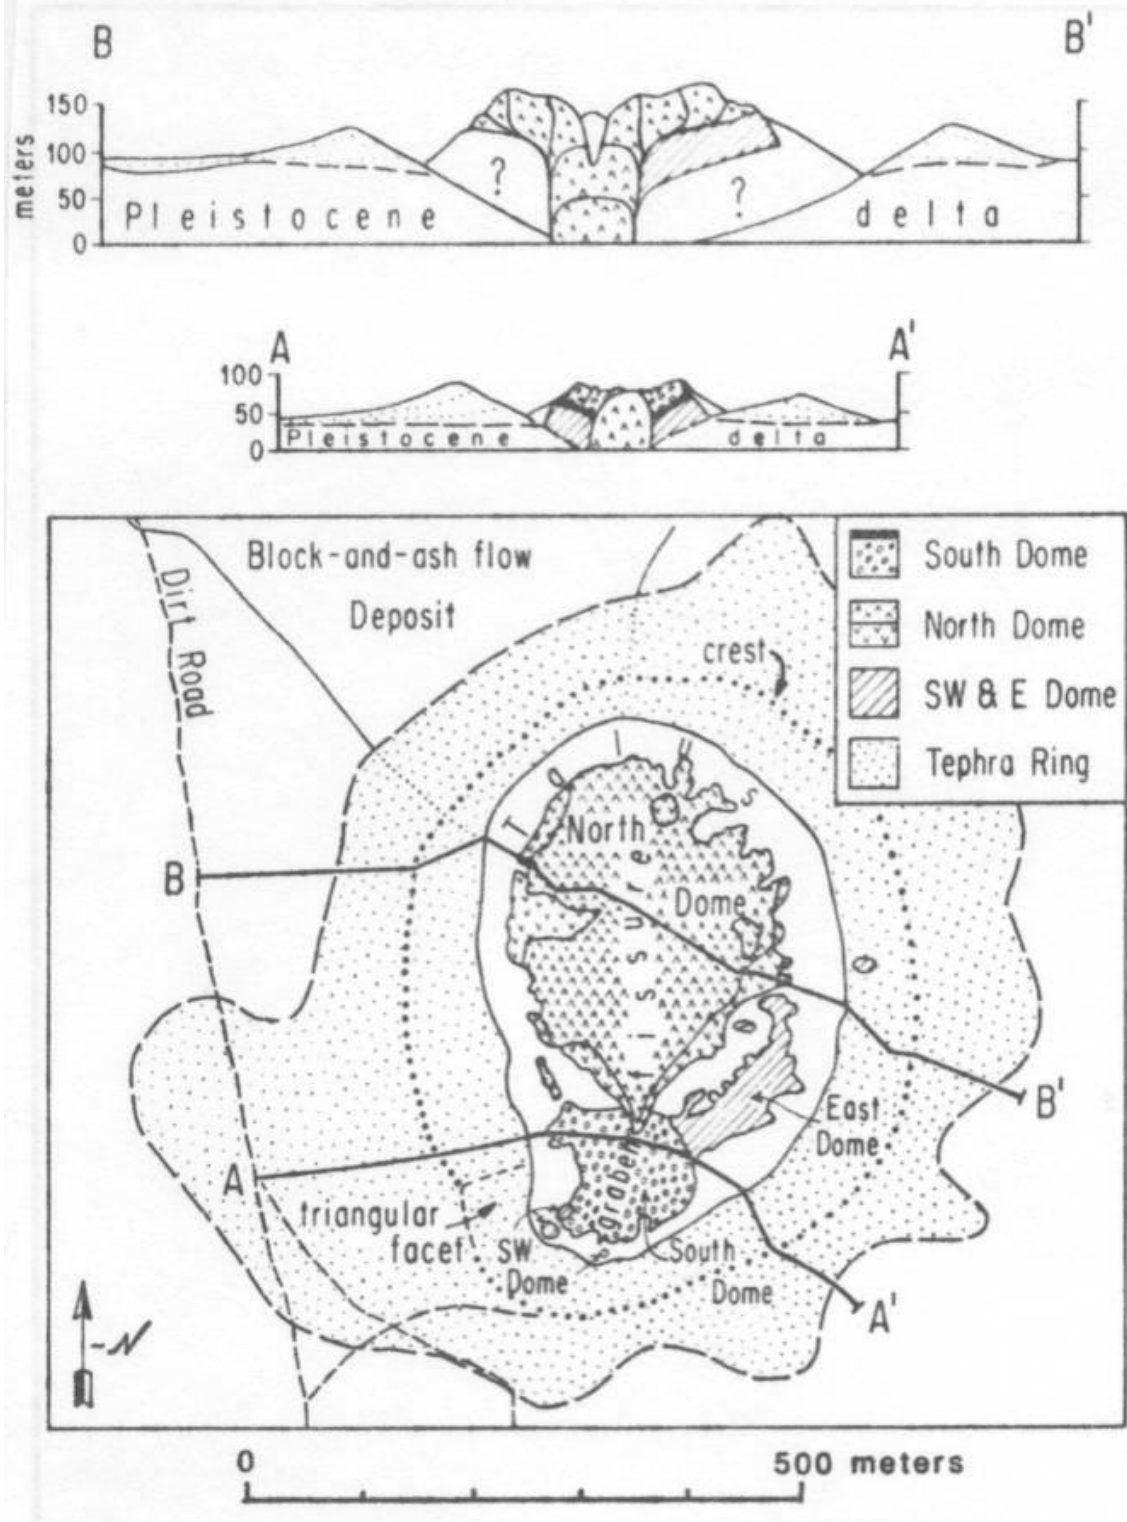 B B'
150
100
50
0
meters
? ?
Pleistocene delta
A A'
100
50
0
Pleistocene delta
Block-and-ash flow
Deposit
Dirt Road
crest
South Dome
North Dome
SW & E Dome
Tephra Ring
T I U S
North
Dome
fissure
B
B'
East
Dome
A
triangular
facet
graben
SW
Dome
South
Dome
A'
~N
0 500 meters